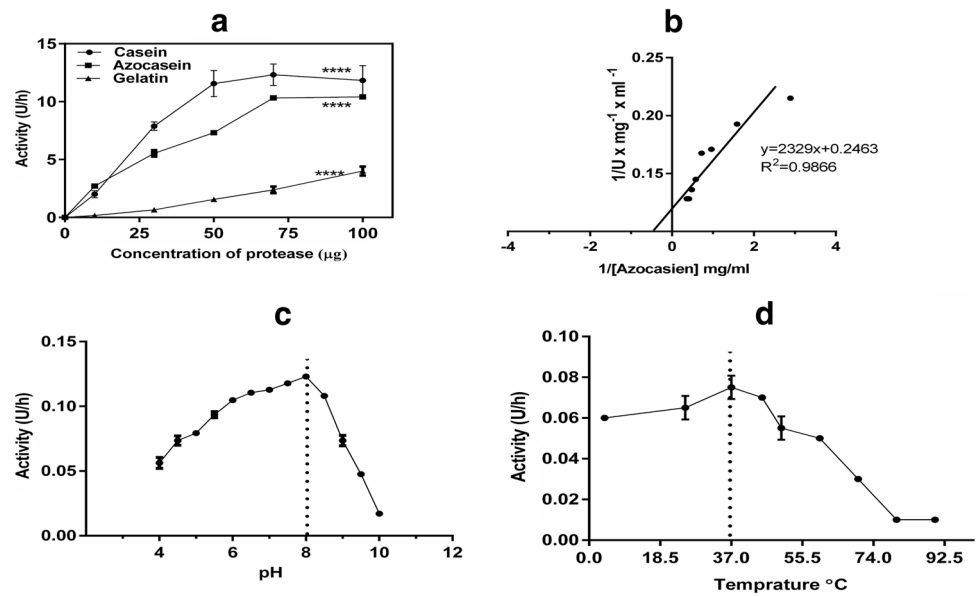 a
Casein
Azocasein
Gelatin
****
****
****
15
10
5
0
0 25 50 75 100
Activity (U/h)
Concentration of protease (µg)
b
0.25
0.20
0.15
1/U x mg-1 x ml -1
y=2329x+0.2463
R2=0.9866
-4 -2 0 2 4
1/[Azocasien] mg/ml
c
0.15
0.10
0.05
0.00
4 6 8 10 12
Activity (U/h)
pH
d
0.10
0.08
0.06
0.04
0.02
0.00
0.0 18.5 37.0 55.5 74.0 92.5
Activity (U/h)
Temprature °C